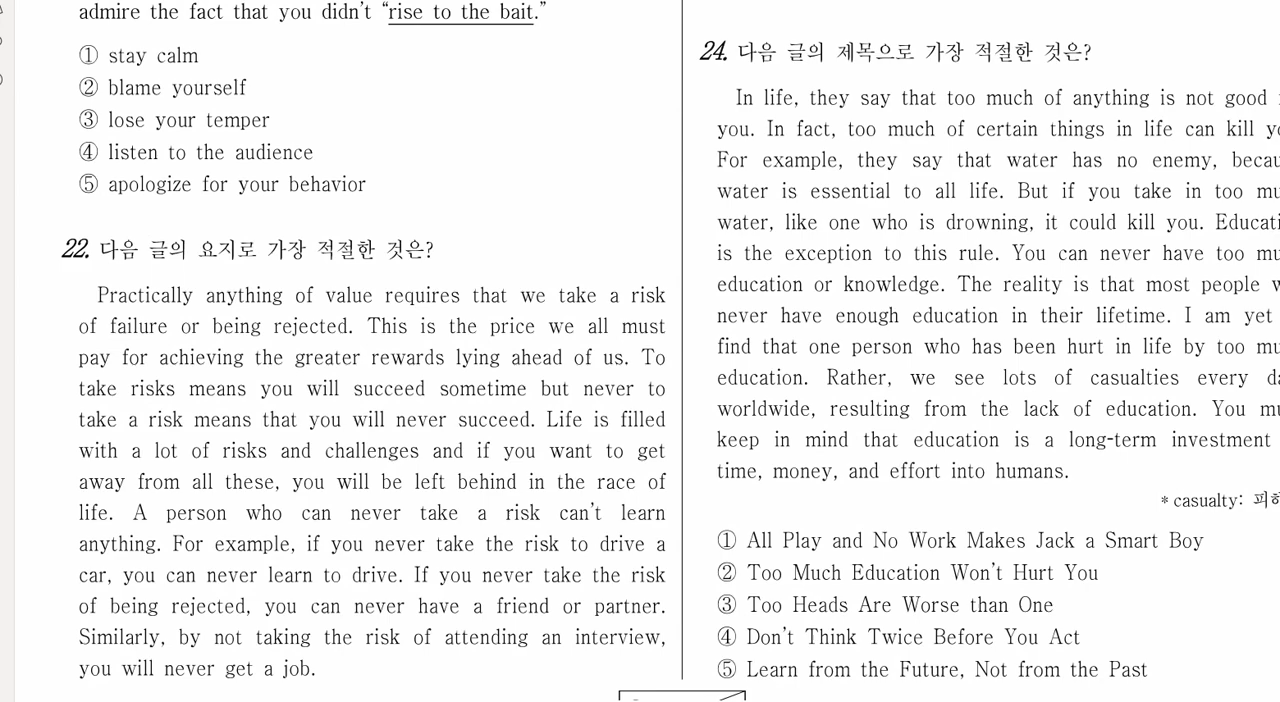 admire the fact that you didn't “rise to the bait.”
① stay calm
② blame yourself
③ lose your temper
④ listen to the audience
⑤ apologize for your behavior
22. 다음 글의 요지로 가장 적절한 것은?
Practically anything of value requires that we take a risk
of failure or being rejected. This is the price we all must
pay for achieving the greater rewards lying ahead of us. To
take risks means you will succeed sometime but never to
take a risk means that you will never succeed. Life is filled
with a lot of risks and challenges and if you want to get
away from all these, you will be left behind in the race of
life. A person who can never take a risk can't learn
anything. For example, if you never take the risk to drive a
car, you can never learn to drive. If you never take the risk
of being rejected, you can never have a friend or partner.
Similarly, by not taking the risk of attending an interview,
you will never get a job.
24. 다음 글의 제목으로 가장 적절한 것은?
In life, they say that too much of anything is not good
you. In fact, too much of certain things in life can kill
For example, they say that water has no enemy,
water is essential to all life. But if you take in too
water, like one who is drowning, it could kill you.
is the exception to this rule. You can never have too
education or knowledge. The reality is that most people
never have enough education in their lifetime. I am yet
find that one person who has been hurt in life by too
education. Rather, we see lots of casualties every
worldwide, resulting from the lack of education. You
keep in mind that education is a long-term investment
time, money, and effort into humans.
* casualty:
① All Play and No Work Makes Jack a Smart Boy
② Too Much Education Won't Hurt You
③ Too Heads Are Worse than One
④ Don't Think Twice Before You Act
⑤ Learn from the Future, Not from the Past